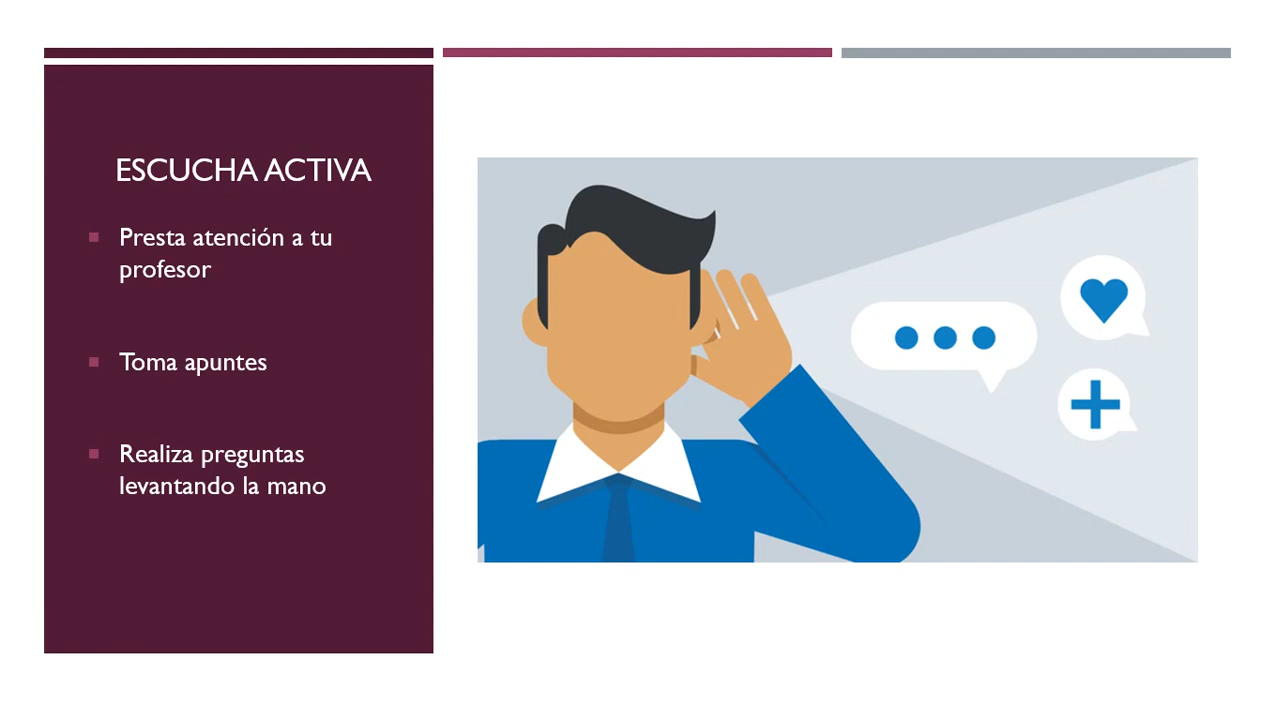 ESCUCHA ACTIVA
Presta atención a tu
profesor
Toma apuntes
Realiza preguntas
levantando la mano